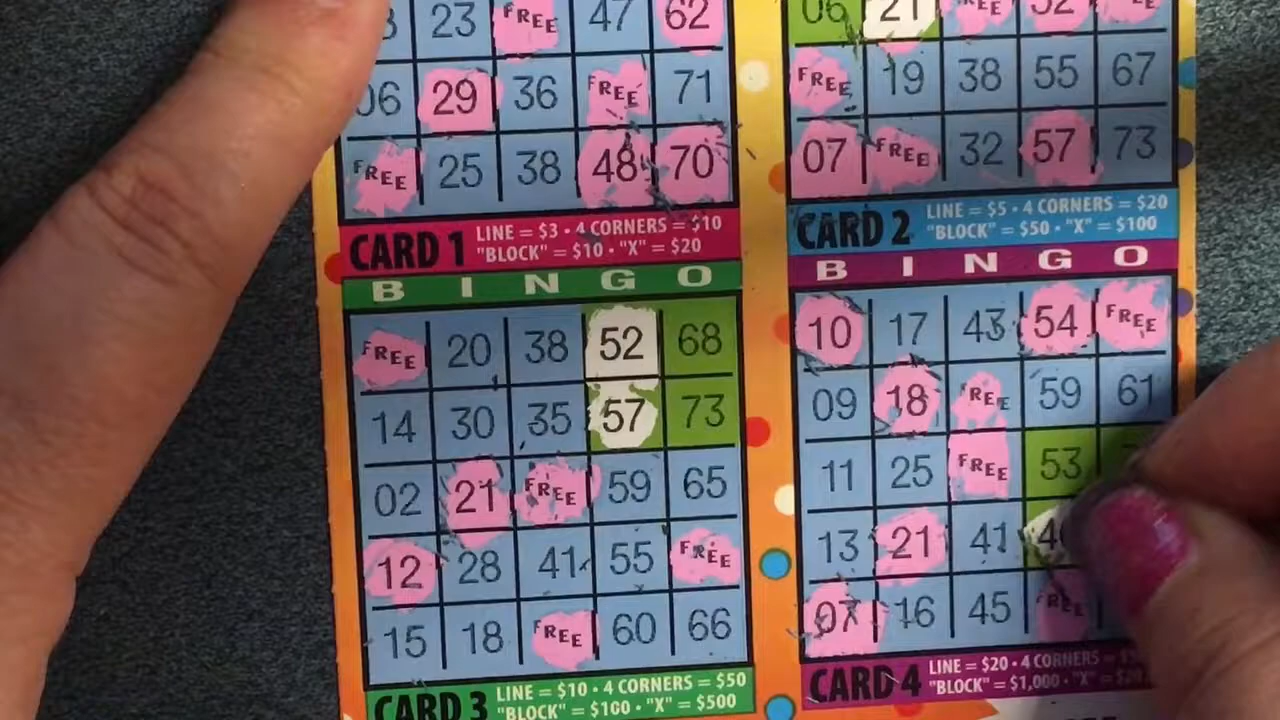 23 FREE 47 62
06 29 36 FREE 71
FREE 25 38 48 70
CARD 1 LINE = $3 · 4 CORNERS = $10
"BLOCK" = $10 · "X" = $20
06 21 FREE 52
FREE 19 38 55 67
07 FREE 32 57 73
CARD 2 LINE = $5 · 4 CORNERS = $20
"BLOCK" = $50 · "X" = $100
B I N G O
FREE 20 38 52 68
14 30 35 57 73
02 21 FREE 59 65
12 28 41 55 FREE
15 18 FREE 60 66
CARD 3 LINE = $10 · 4 CORNERS = $50
"BLOCK" = $100 · "X" = $500
B I N G O
10 17 43 54 FREE
09 18 REE 59 61
11 25 FREE 53
13 21 41
07 16 45 FREE
CARD 4 LINE = $20 · 4 CORNERS =
"BLOCK" = $1,000 · "X" =